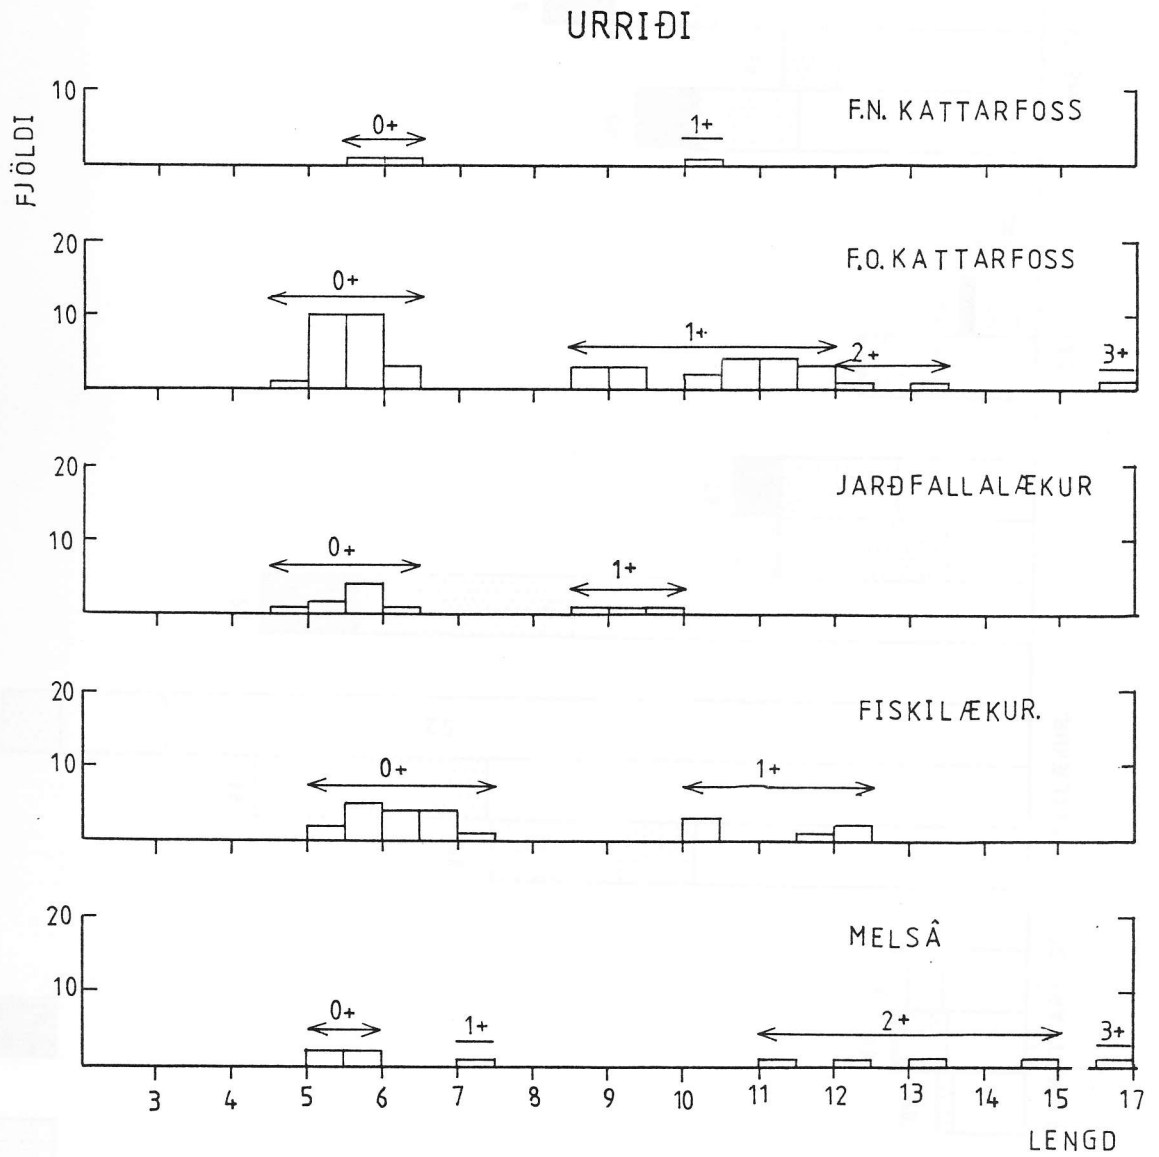 URRIÐI
FJÖLDI
10
F.N. KATTARFOSS
0+ 1+
20
F.O. KATTARFOSS
0+
10
1+
2+ 3+
20
JARÐFALLALÆKUR
10
0+
1+
20
FISKILÆKUR.
10
0+ 1+
20
MELSÂ
10
0+ 1+ 2+ 3+
3 4 5 6 7 8 9 10 11 12 13 14 15 17
LENGD